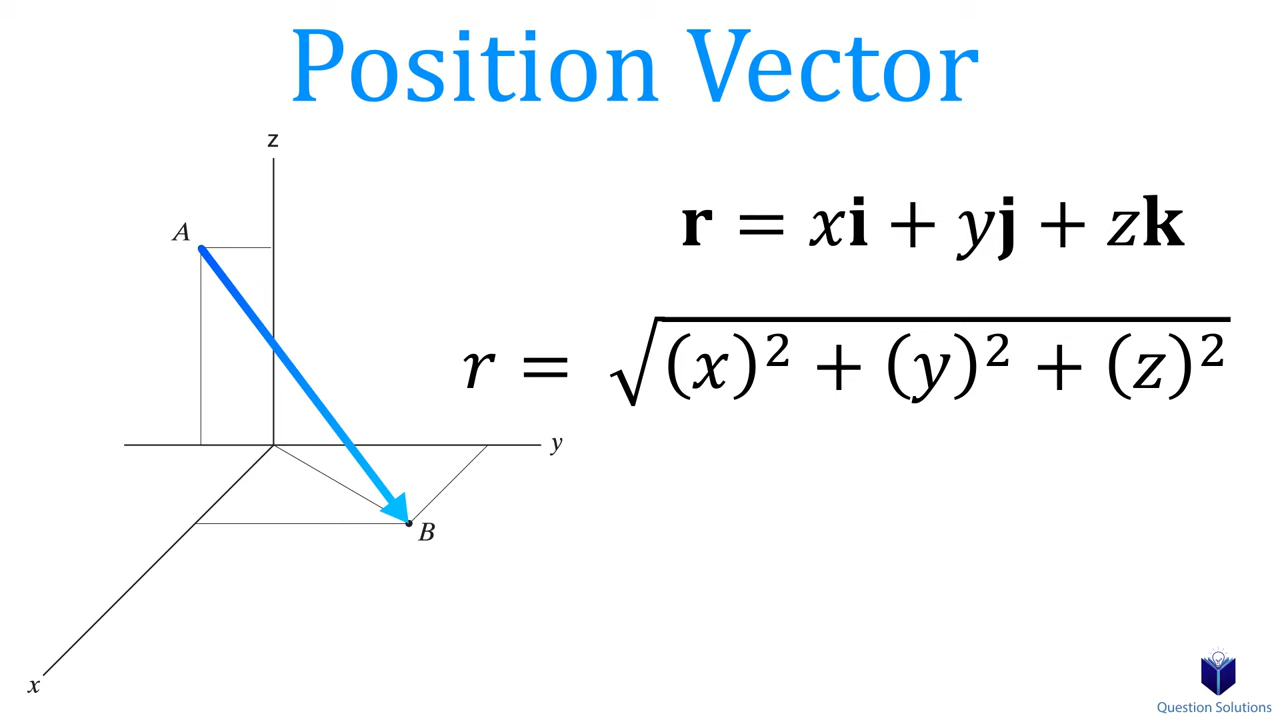 Position Vector
z
A
r = xi + yj + zk
r = √(x)² + (y)² + (z)²
y
B
x
Question Solutions